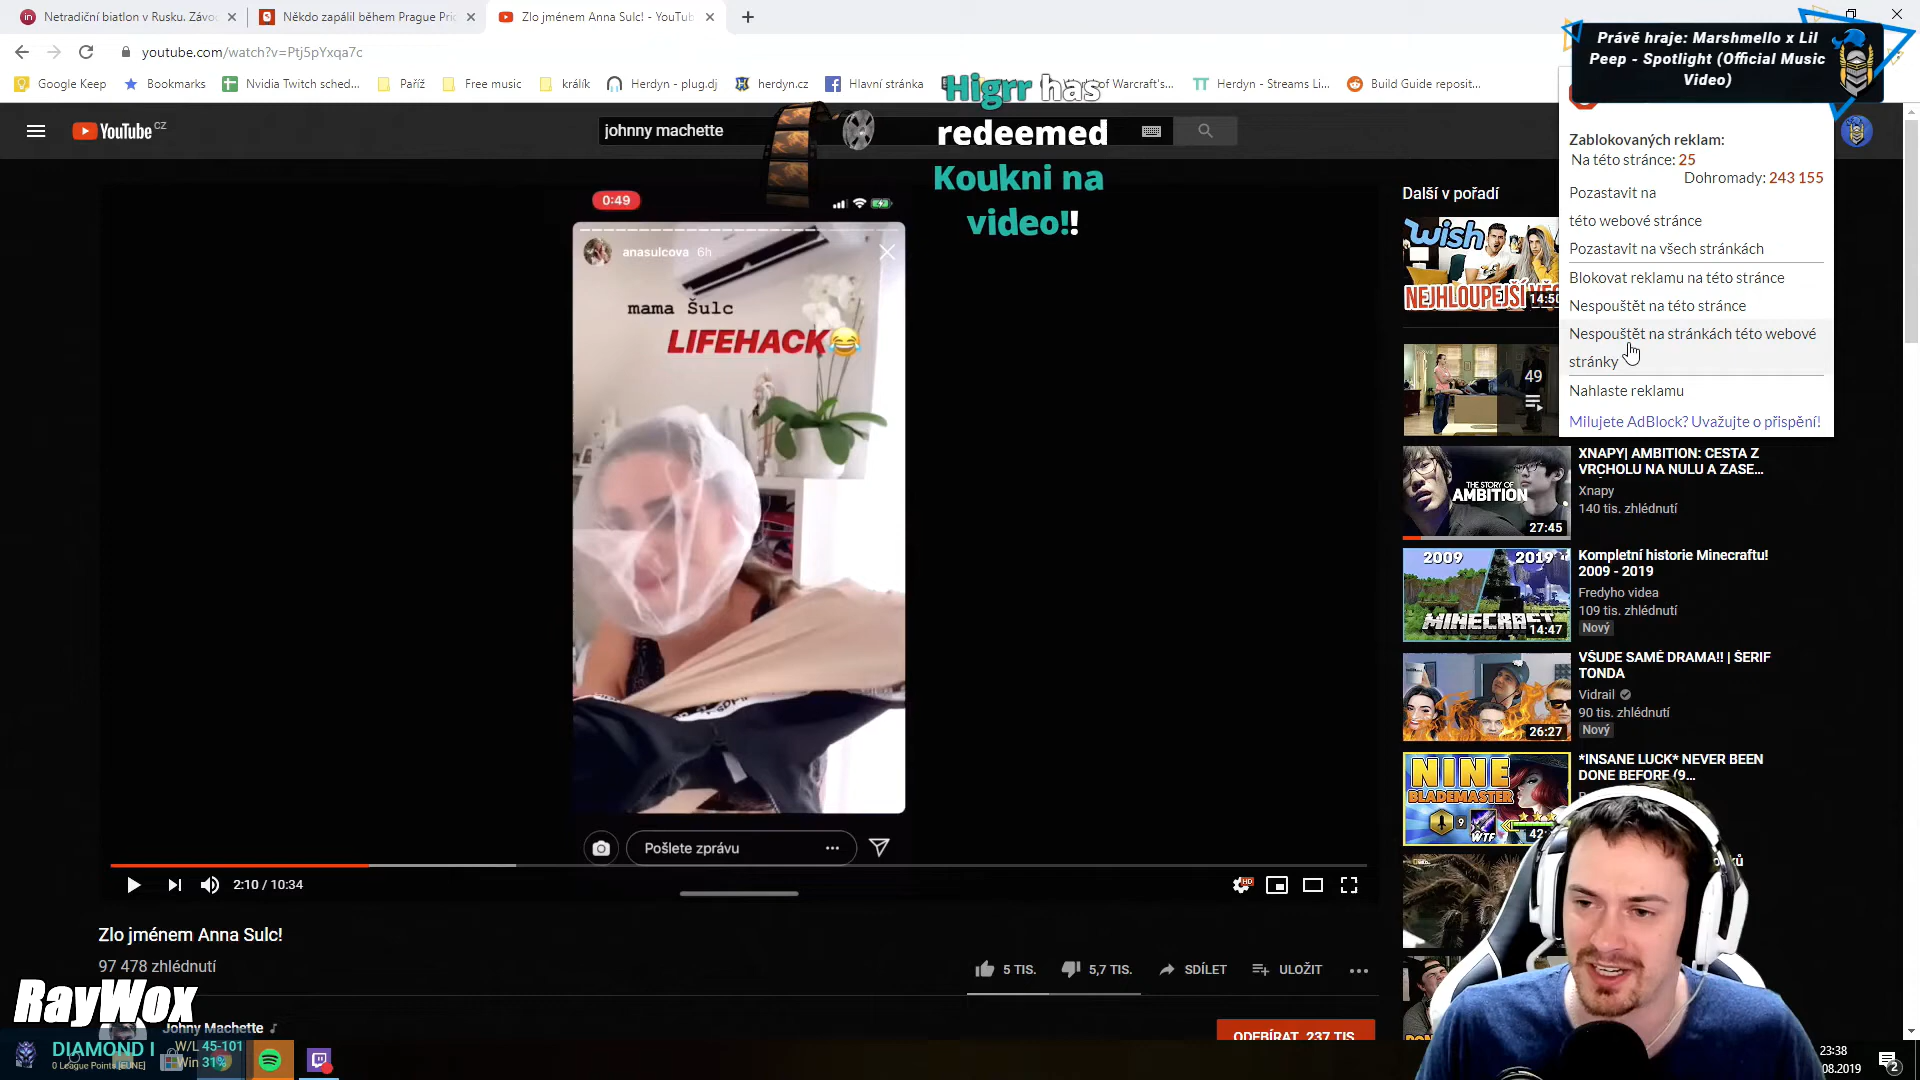 Netradiční biatlon v Rusku. Závo
Někdo zapálil během Prague Pri
Zlo jménem Anna Sulc! - YouTub
youtube.com/watch?v=Ptj5pYxqa7c
Google Keep
Bookmarks
Nvidia Twitch sched...
Paříž
Free music
králík
Herdyn - plug.dj
herdyn.cz
Hlavní stránka
of Warcraft's...
Herdyn - Streams Li...
Build Guide reposit...
Právě hraje: Marshmello x Lil
Peep - Spotlight (Official Music
Video)
Higrr has
redeemed
Koukni na
video!!
YouTube CZ
johnny machette
Zablokovaných reklam:
Na této stránce: 25
Dohromady: 243 155
Pozastavit na
této webové stránce
Pozastavit na všech stránkách
Blokovat reklamu na této stránce
Nespouštět na této stránce
Nespouštět na stránkách této webové
stránky
Nahlaste reklamu
Milujete AdBlock? Uvažujte o přispění!
0:49
anasulcova 6h
mama Šulc
LIFEHACK
Pošlete zprávu
2:10 / 10:34
HD
Zlo jménem Anna Sulc!
97 478 zhlédnutí
5 TIS.
5,7 TIS.
SDÍLET
ULOŽIT
RayWox
Johny Machette
ODEBÍRAT 237 TIS.
DIAMOND I
0 League Points [EUNE]
W/L 45-101
Win 31%
Další v pořadí
wish
NEJHLOUPEJŠÍ
14:50
49
THE STORY OF
AMBITION
27:45
XNAPY| AMBITION: CESTA Z
VRCHOLU NA NULU A ZASE...
Xnapy
140 tis. zhlédnutí
2009
2019
MINECRAFT
14:47
Kompletní historie Minecraftu!
2009 - 2019
Fredyho videa
109 tis. zhlédnutí
Nový
26:27
VŠUDE SAMÉ DRAMA!! | ŠERIF
TONDA
Vidrail
90 tis. zhlédnutí
Nový
NINE
BLADEMASTER
9
WTF
42:
*INSANE LUCK* NEVER BEEN
DONE BEFORE (9...
23:38
08.2019
2